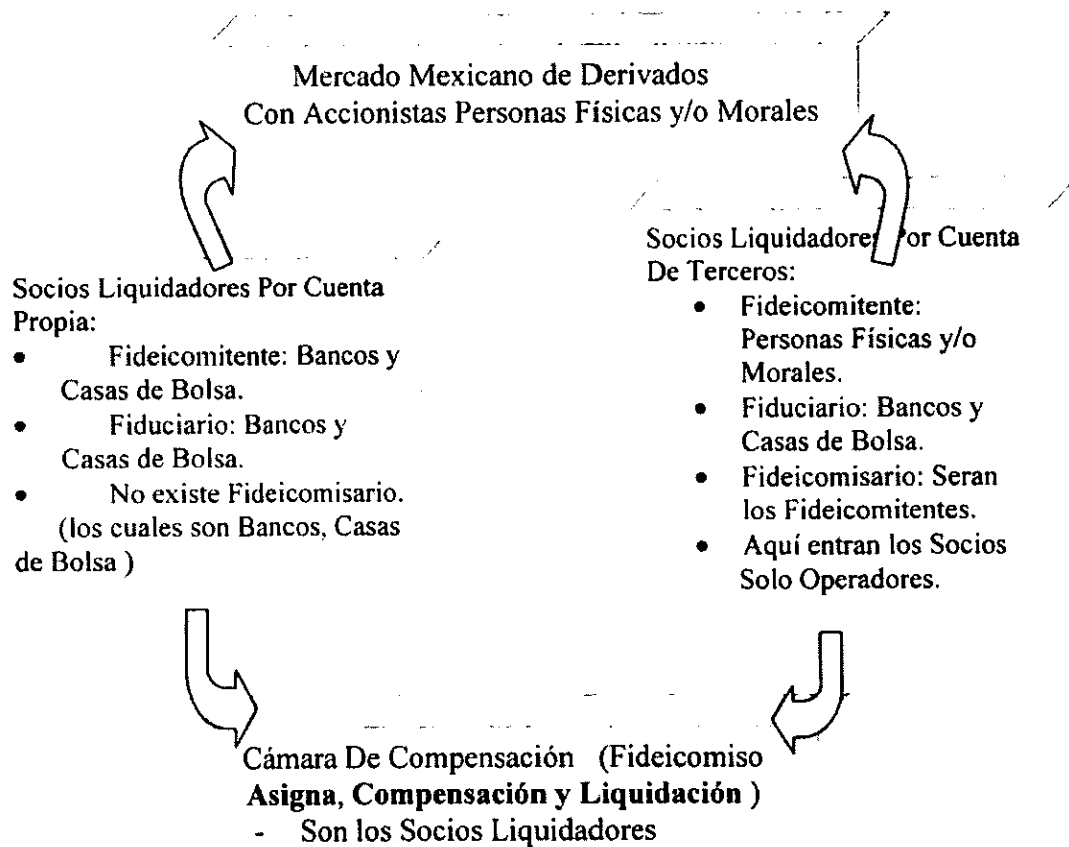 Mercado Mexicano de Derivados
Con Accionistas Personas Físicas y/o Morales
Socios Liquidadores Por Cuenta
Propia:
• Fideicomitente: Bancos y
Casas de Bolsa.
• Fiduciario: Bancos y
Casas de Bolsa.
• No existe Fideicomisario.
(los cuales son Bancos, Casas
de Bolsa )
Socios Liquidadores Por Cuenta
De Terceros:
• Fideicomitente:
Personas Físicas y/o
Morales.
• Fiduciario: Bancos y
Casas de Bolsa.
• Fideicomisario: Seran
los Fideicomitentes.
• Aquí entran los Socios
Solo Operadores.
Cámara De Compensación (Fideicomiso
Asigna, Compensación y Liquidación )
- Son los Socios Liquidadores